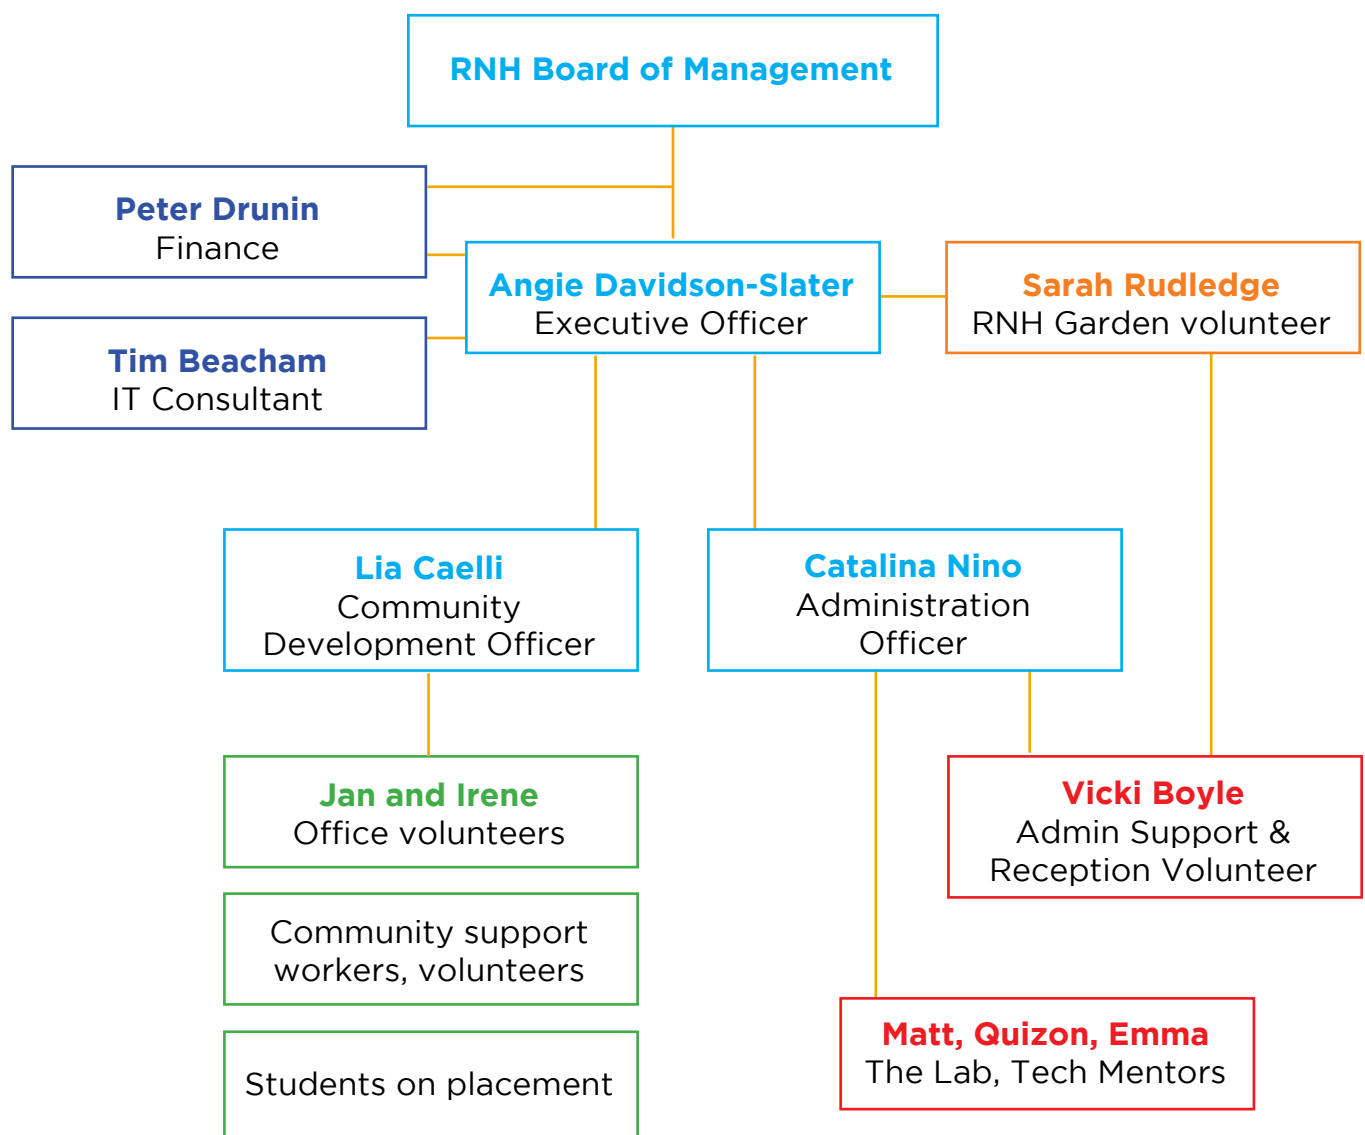 RNH Board of Management
Peter Drunin
Finance
Angie Davidson-Slater
Executive Officer
Sarah Rudledge
RNH Garden volunteer
Tim Beacham
IT Consultant
Lia Caelli
Community
Development Officer
Catalina Nino
Administration
Officer
Jan and Irene
Office volunteers
Vicki Boyle
Admin Support &
Reception Volunteer
Community support
workers, volunteers
Matt, Quizon, Emma
The Lab, Tech Mentors
Students on placement